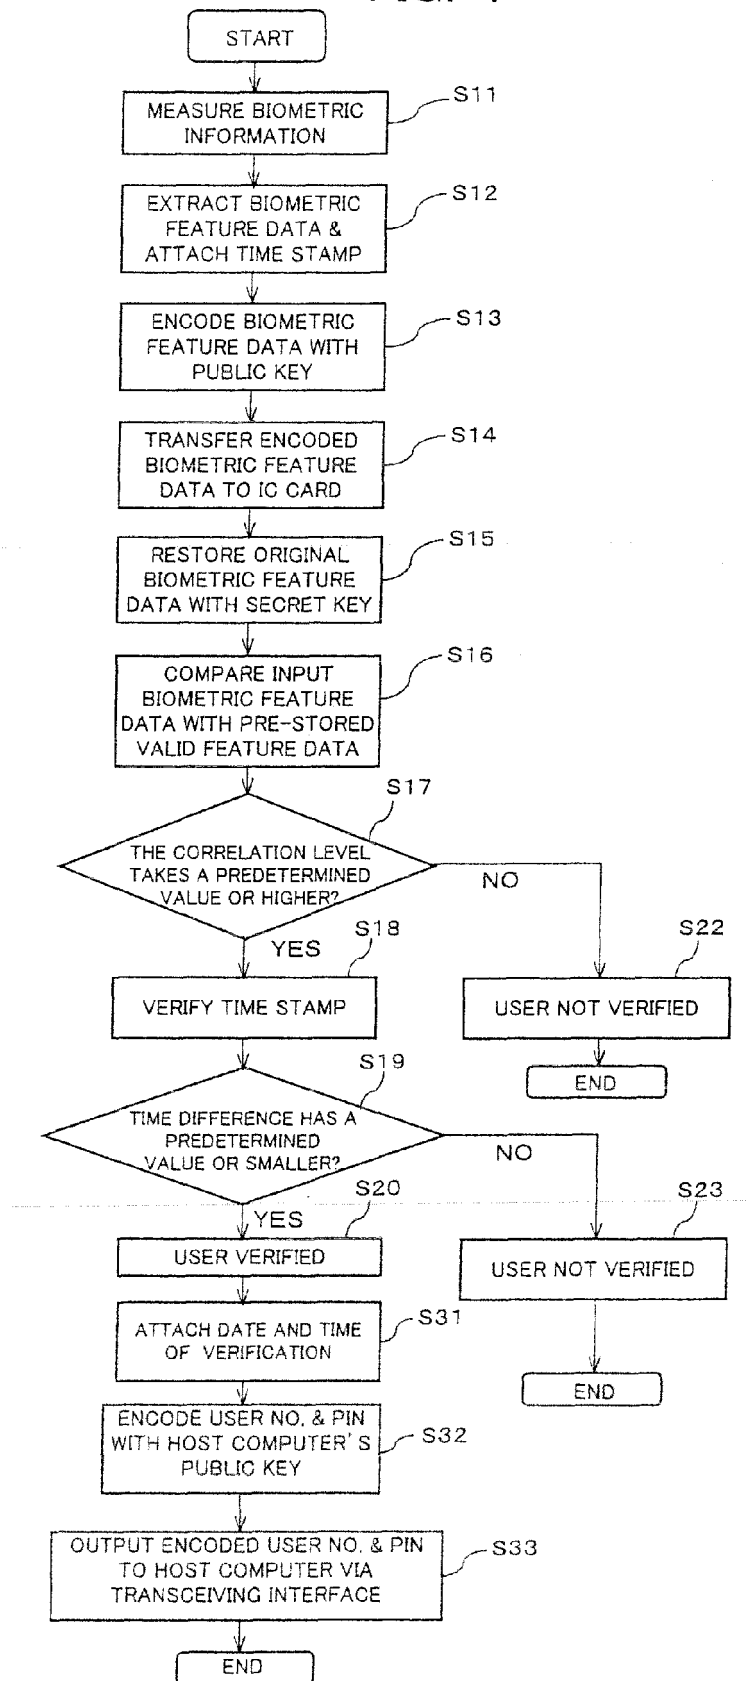 START
S11
MEASURE BIOMETRIC
INFORMATION
S12
EXTRACT BIOMETRIC
FEATURE DATA &
ATTACH TIME STAMP
S13
ENCODE BIOMETRIC
FEATURE DATA WITH
PUBLIC KEY
S14
TRANSFER ENCODED
BIOMETRIC FEATURE
DATA TO IC CARD
S15
RESTORE ORIGINAL
BIOMETRIC FEATURE
DATA WITH SECRET KEY
S16
COMPARE INPUT
BIOMETRIC FEATURE
DATA WITH PRE-STORED
VALID FEATURE DATA
S17
THE CORRELATION LEVEL
TAKES A PREDETERMINED
VALUE OR HIGHER?
NO
YES
S18
S22
VERIFY TIME STAMP
USER NOT VERIFIED
END
S19
TIME DIFFERENCE HAS A
PREDETERMINED
VALUE OR SMALLER?
NO
YES
S20
S23
USER VERIFIED
USER NOT VERIFIED
END
S31
ATTACH DATE AND TIME
OF VERIFICATION
S32
ENCODE USER NO. & PIN
WITH HOST COMPUTER'S
PUBLIC KEY
S33
OUTPUT ENCODED USER NO. & PIN
TO HOST COMPUTER VIA
TRANSCEIVING INTERFACE
END